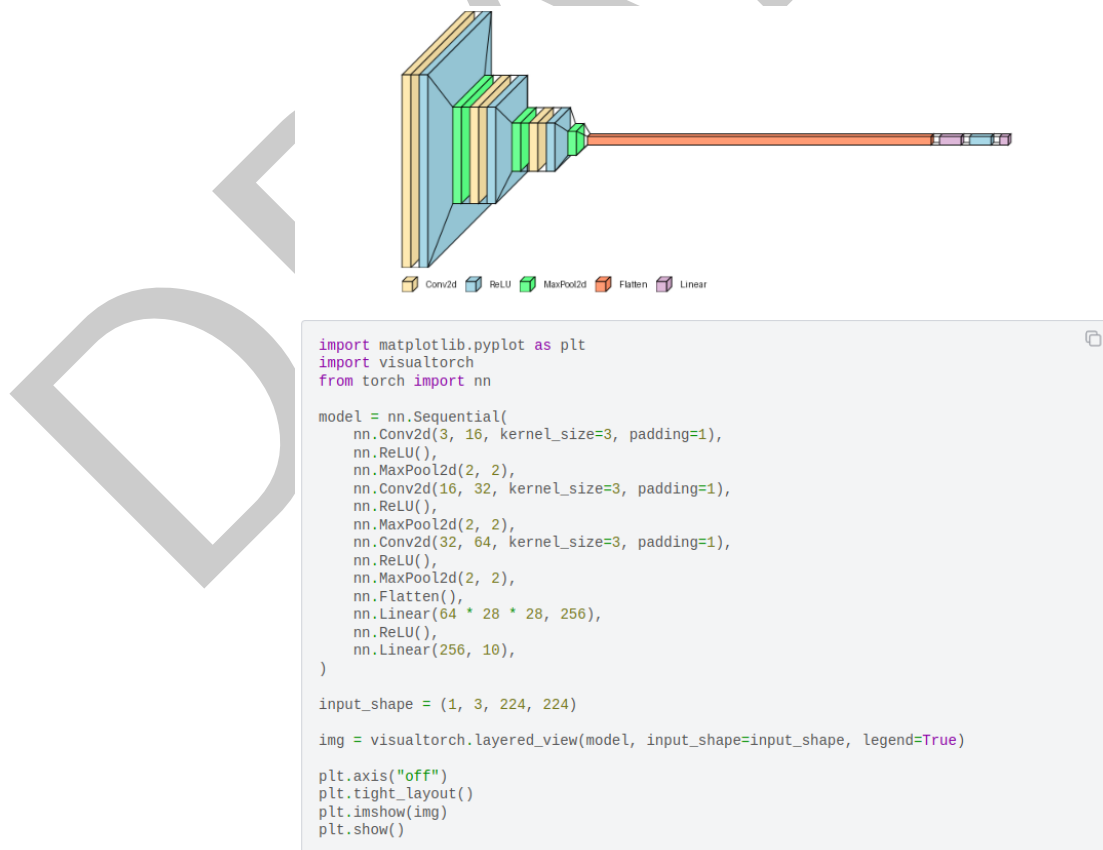 Conv2d ReLU MaxPool2d Flatten Linear
import matplotlib.pyplot as plt
import visualtorch
from torch import nn

model = nn.Sequential(
    nn.Conv2d(3, 16, kernel_size=3, padding=1),
    nn.ReLU(),
    nn.MaxPool2d(2, 2),
    nn.Conv2d(16, 32, kernel_size=3, padding=1),
    nn.ReLU(),
    nn.MaxPool2d(2, 2),
    nn.Conv2d(32, 64, kernel_size=3, padding=1),
    nn.ReLU(),
    nn.MaxPool2d(2, 2),
    nn.Flatten(),
    nn.Linear(64 * 28 * 28, 256),
    nn.ReLU(),
    nn.Linear(256, 10),
)

input_shape = (1, 3, 224, 224)

img = visualtorch.layered_view(model, input_shape=input_shape, legend=True)

plt.axis("off")
plt.tight_layout()
plt.imshow(img)
plt.show()